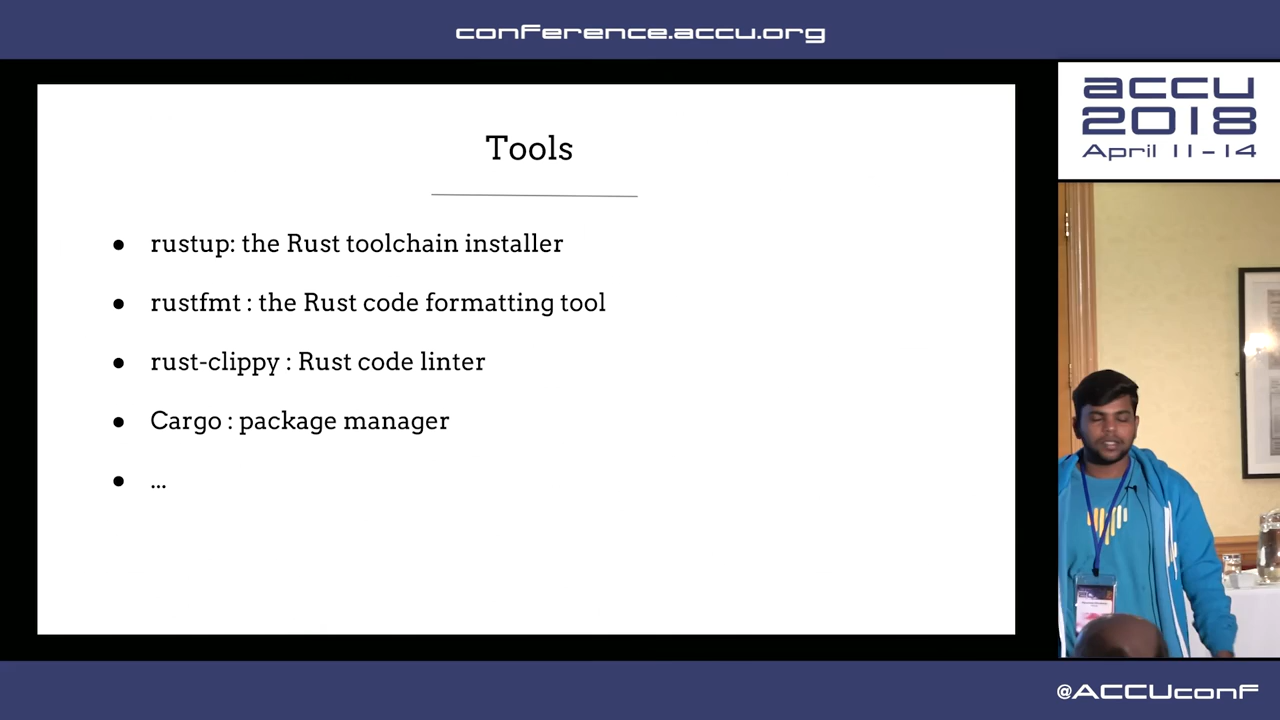 conference.accu.org
accu
2018
April 11-14
Tools
● rustup: the Rust toolchain installer
● rustfmt : the Rust code formatting tool
● rust-clippy : Rust code linter
● Cargo : package manager
● ...
@ACCUconf